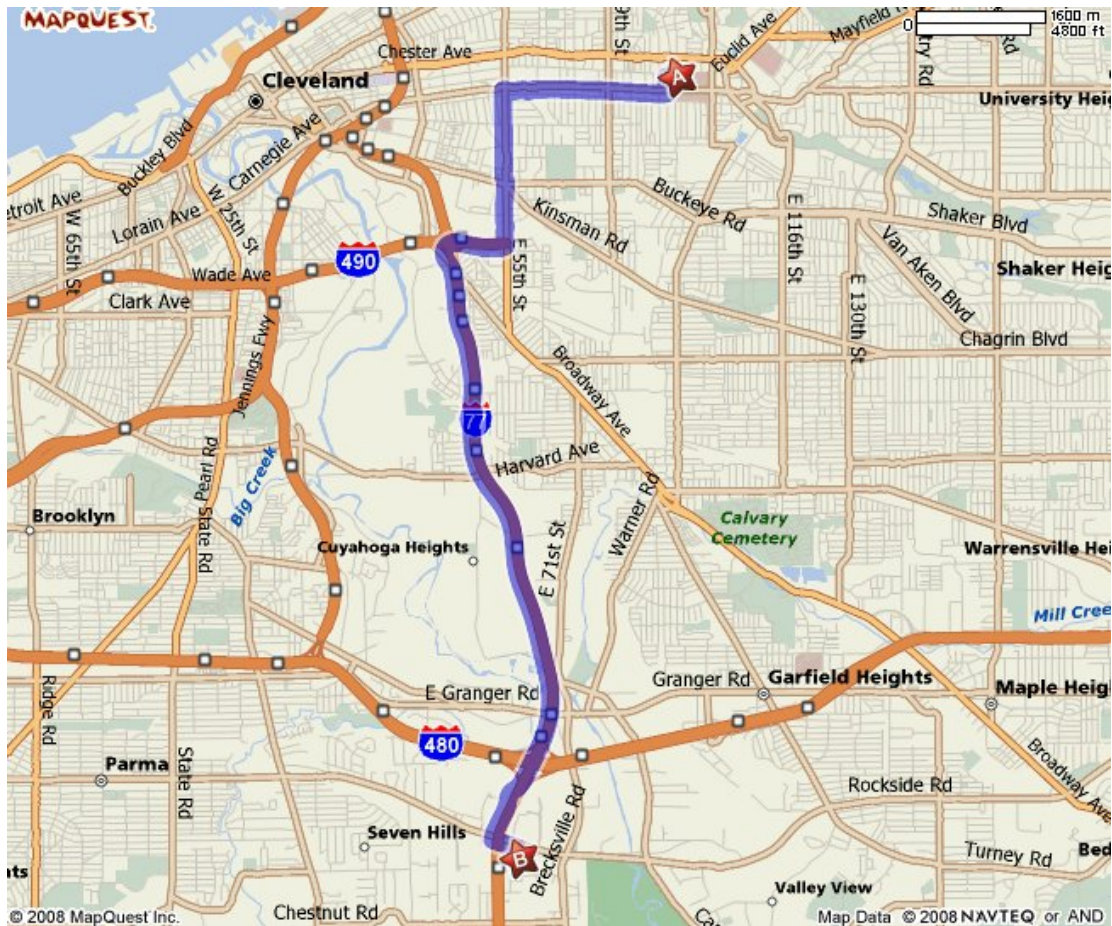 MAPQUEST.
1600 m
0
4800 ft
Mayfield
Chester Ave
Euclid Ave
A
Cleveland
University Heig
Buckley Blvd
Carnegie Ave
W 25th St
Lorain Ave
W 65th St
Buckeye Rd
Kinsman Rd
E 116th St
Shaker Blvd
Van Aken Blvd
490
E 55th St
Wade Ave
Shaker Heig
Clark Ave
E 130th St
Chagrin Blvd
Jennings Fwy
Broadway Ave
77
Harvard Ave
Pearl Rd
State Rd
Big Creek
Warner Rd
Brooklyn
Calvary
Cemetery
Cuyahoga Heights
E 71st St
Warrensville Hei
Mill Cree
Ridge Rd
E Granger Rd
Granger Rd
Garfield Heights
Maple Heigh
480
State Rd
Parma
Broadway Ave
Rockside Rd
Seven Hills
B
Brecksville Rd
Turney Rd
Bed
Valley View
Chestnut Rd
© 2008 MapQuest Inc.
Map Data © 2008 NAVTEQ or AND